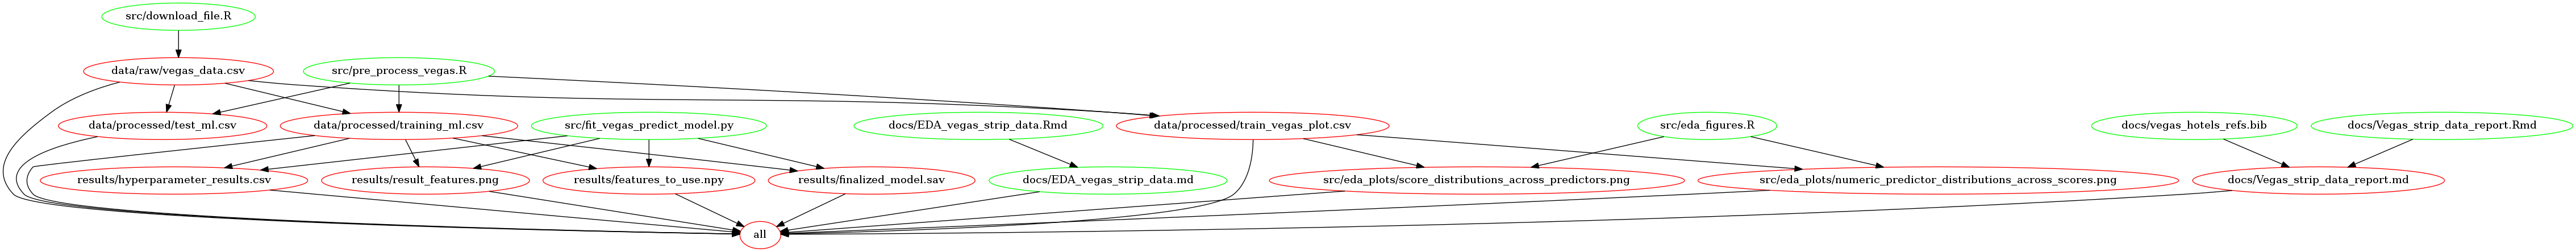 src/download_file.R
data/raw/vegas_data.csv
src/pre_process_vegas.R
data/processed/test_ml.csv
data/processed/training_ml.csv
src/fit_vegas_predict_model.py
docs/EDA_vegas_strip_data.Rmd
data/processed/train_vegas_plot.csv
src/eda_figures.R
docs/vegas_hotels_refs.bib
docs/Vegas_strip_data_report.Rmd
results/hyperparameter_results.csv
results/result_features.png
results/features_to_use.npy
results/finalized_model.sav
docs/EDA_vegas_strip_data.md
src/eda_plots/score_distributions_across_predictors.png
src/eda_plots/numeric_predictor_distributions_across_scores.png
docs/Vegas_strip_data_report.md
all